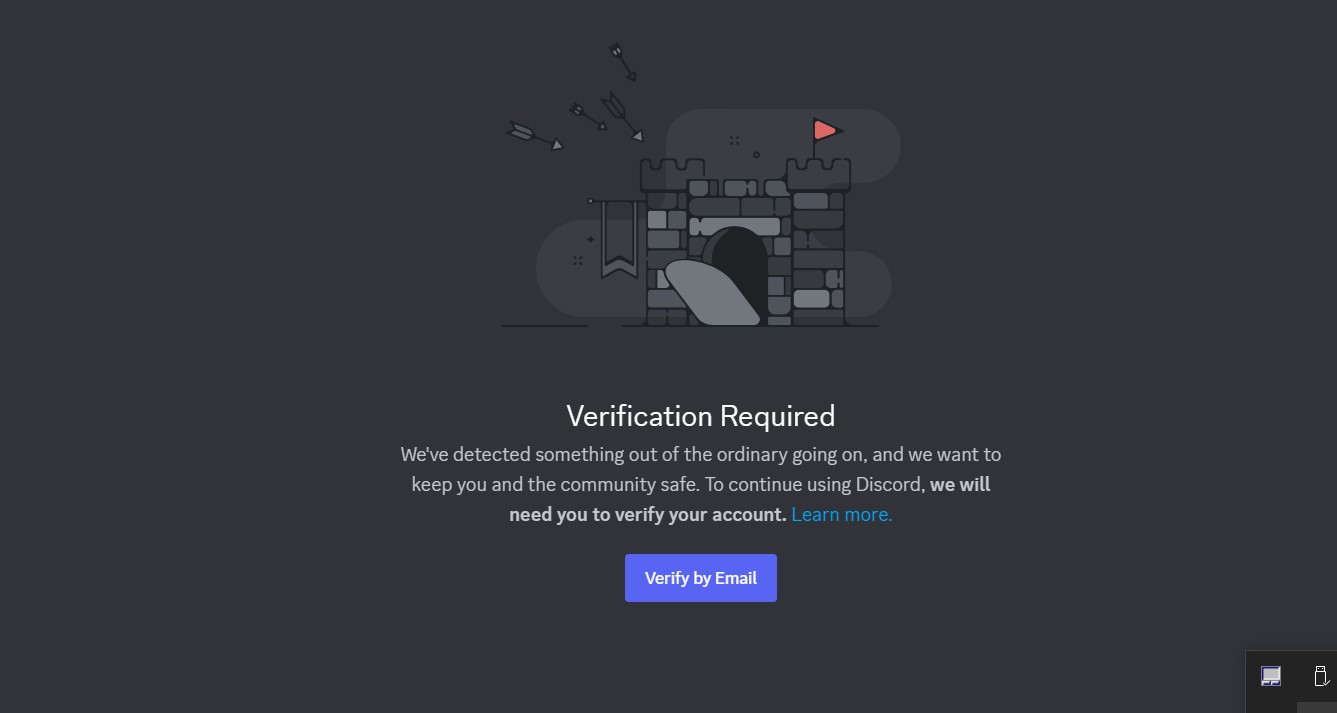 Verification Required
We've detected something out of the ordinary going on, and we want to
keep you and the community safe. To continue using Discord, we will
need you to verify your account. Learn more.
Verify by Email